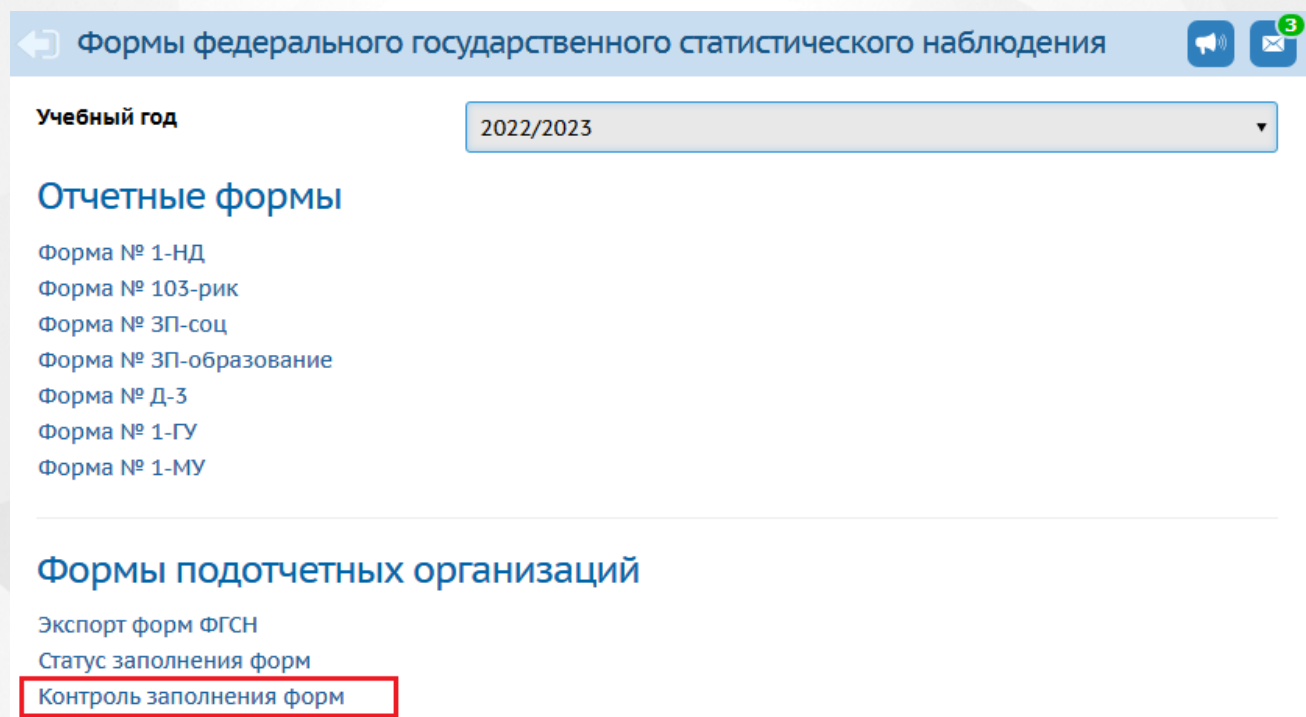 Формы федерального государственного статистического наблюдения
3
Учебный год
2022/2023
Отчетные формы
Форма № 1-НД
Форма № 103-рик
Форма № ЗП-соц
Форма № ЗП-образование
Форма № Д-3
Форма № 1-ГУ
Форма № 1-МУ
Формы подотчетных организаций
Экспорт форм ФГСН
Статус заполнения форм
Контроль заполнения форм